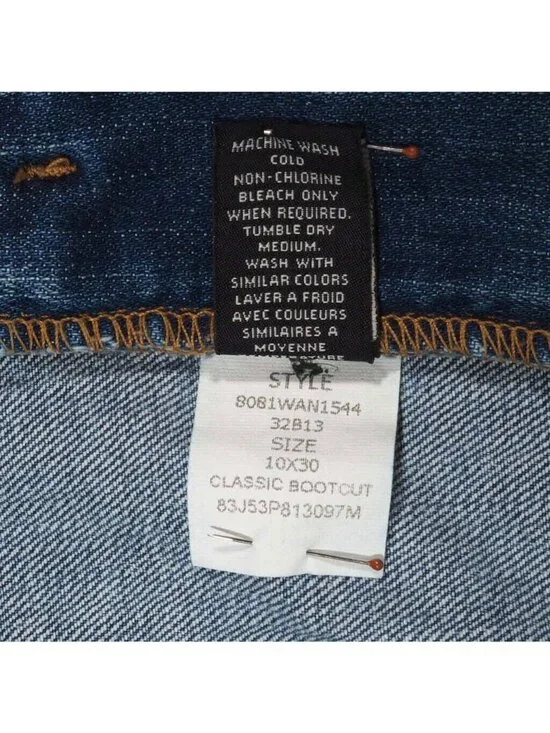 MACHINE WASH
COLD
NON-CHLORINE
BLEACH ONLY
WHEN REQUIRED.
TUMBLE DRY
MEDIUM.
WASH WITH
SIMILAR COLORS
LAVER A FROID
AVEC COULEURS
SIMILAIRES A
MOYENNE
STYLE
8081WAN1544
32B13
SIZE
10X30
CLASSIC BOOTCUT
83J53P813097M